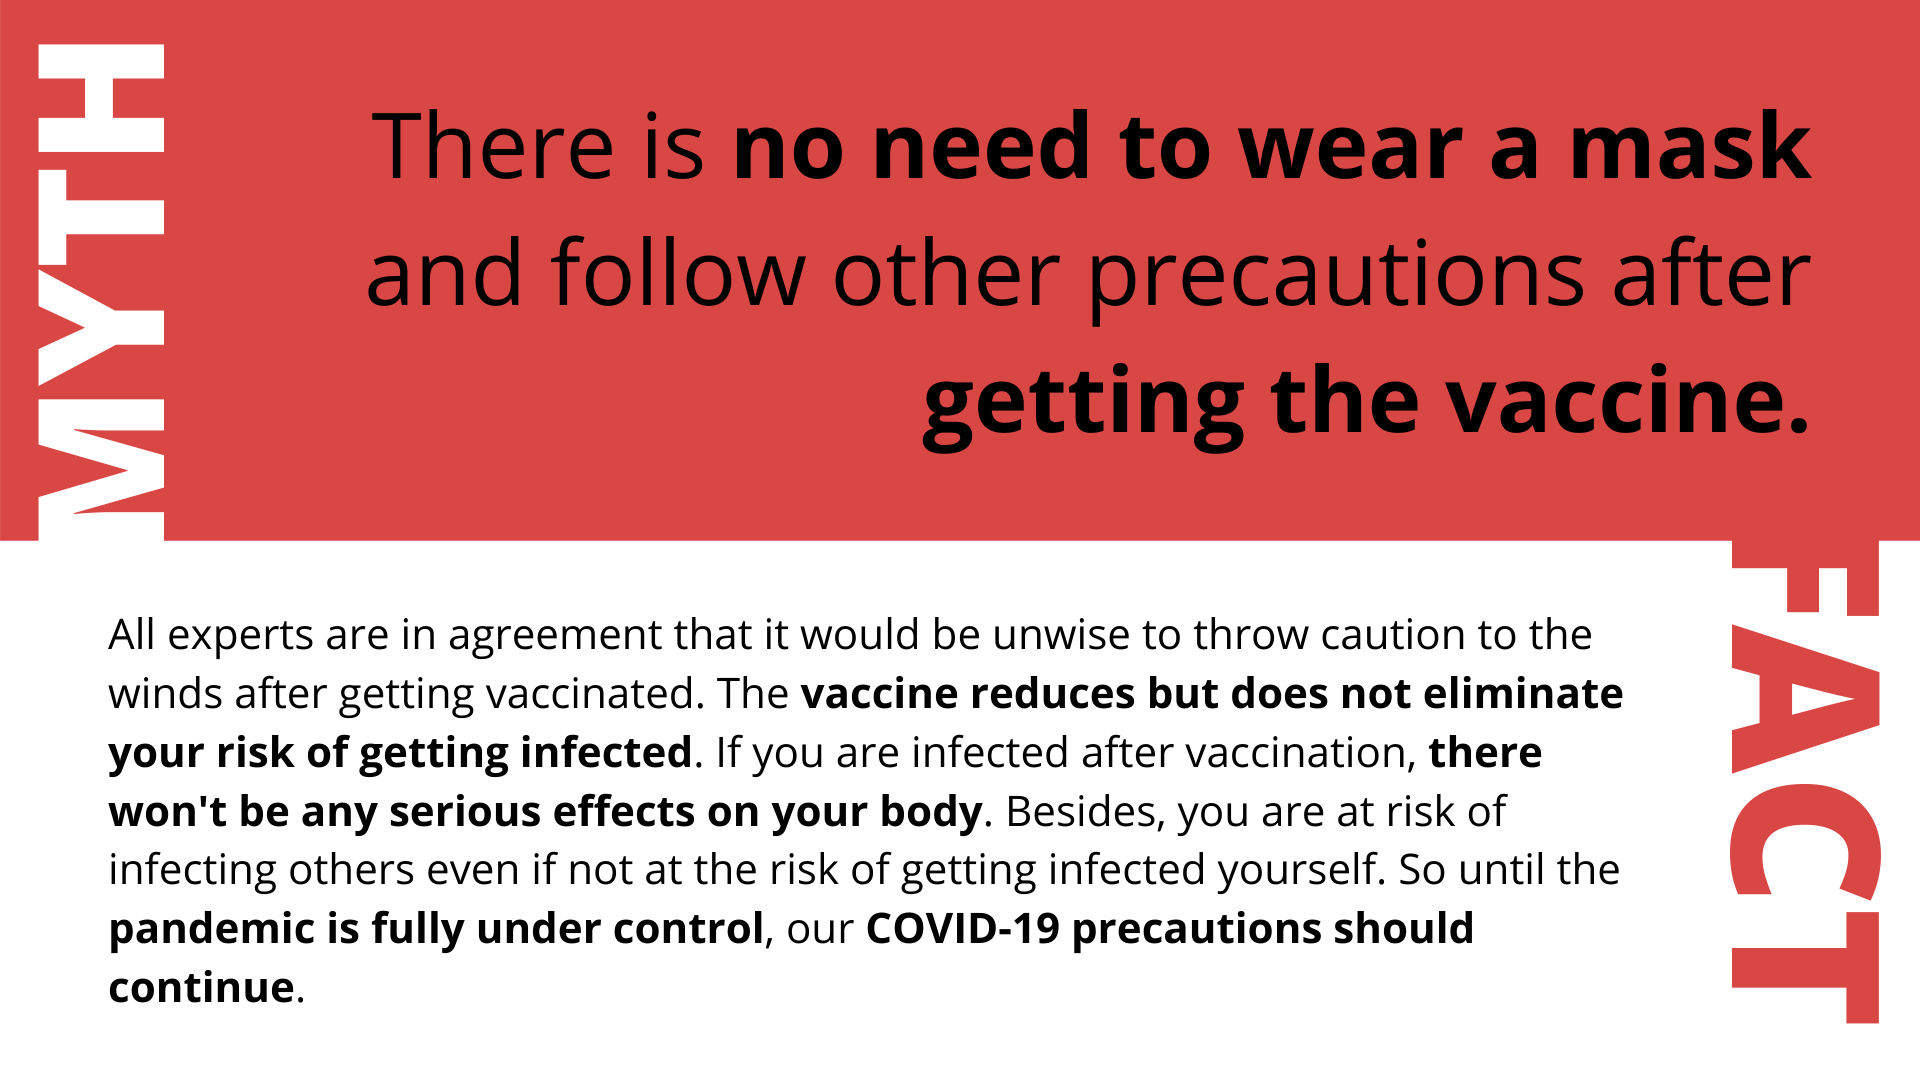 MYTH
There is no need to wear a mask
and follow other precautions after
getting the vaccine.
FACT
All experts are in agreement that it would be unwise to throw caution to the
winds after getting vaccinated. The vaccine reduces but does not eliminate
your risk of getting infected. If you are infected after vaccination, there
won't be any serious effects on your body. Besides, you are at risk of
infecting others even if not at the risk of getting infected yourself. So until the
pandemic is fully under control, our COVID-19 precautions should
continue.